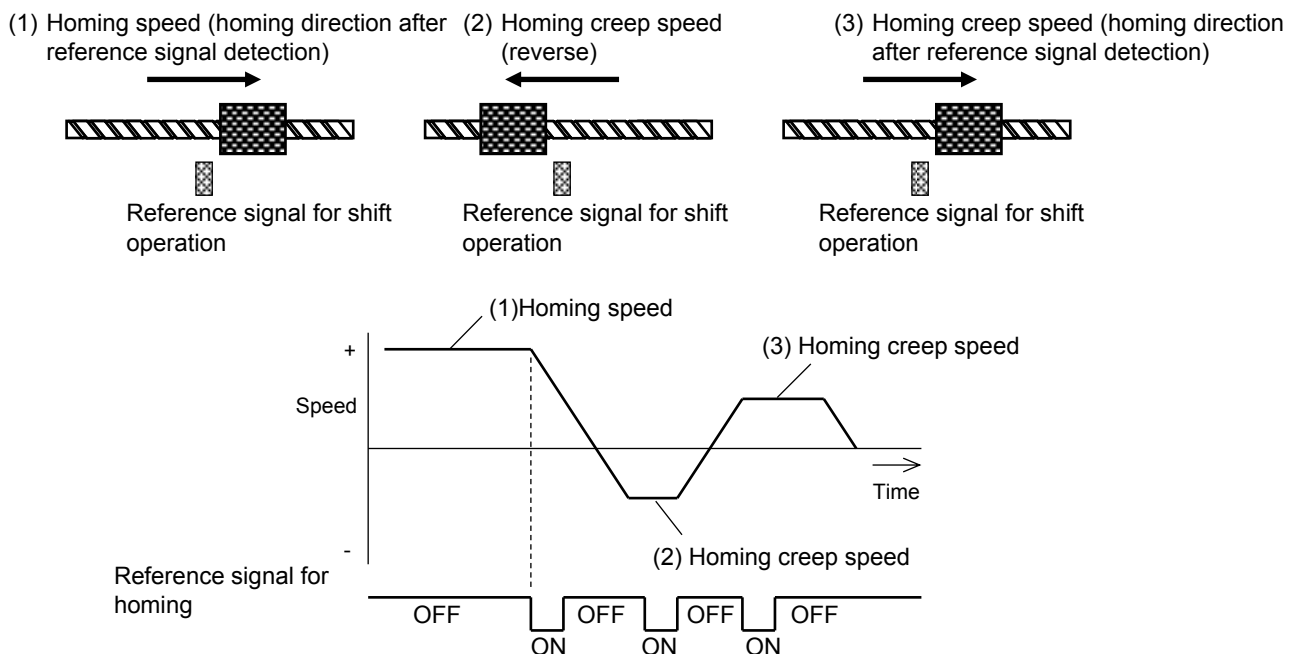 (1) Homing speed (homing direction after
reference signal detection)
(2) Homing creep speed
(reverse)
(3) Homing creep speed (homing direction
after reference signal detection)
Reference signal for shift
operation
Reference signal for shift
operation
Reference signal for shift
operation
(1)Homing speed
+
(3) Homing creep speed
Speed
Time
-
(2) Homing creep speed
Reference signal for
homing
OFF OFF OFF OFF
ON ON ON